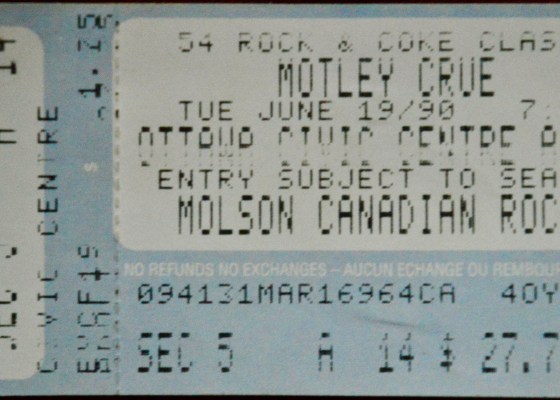 54 ROCK & COKE CLAS
MOTLEY CRUE
TUE JUNE 19/90 7.
OTTAWA CIVIC CENTRE
ENTRY SUBJECT TO SEA
MOLSON CANADIAN ROC
NO REFUNDS NO EXCHANGES – AUCUN ECHANGE OU REMBOU
094131MAR16964CA 40Y
SEC 5 A 14 $ 27.7
CIVIC CENTRE